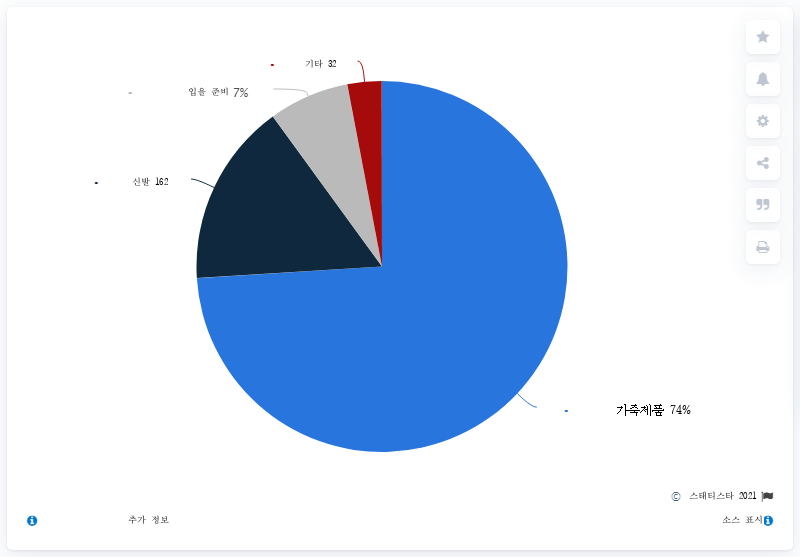 기타 32
입을 준비 7%
신발 162
가죽제품 74%
© 스태티스타 2021
추가 정보
소스 표시